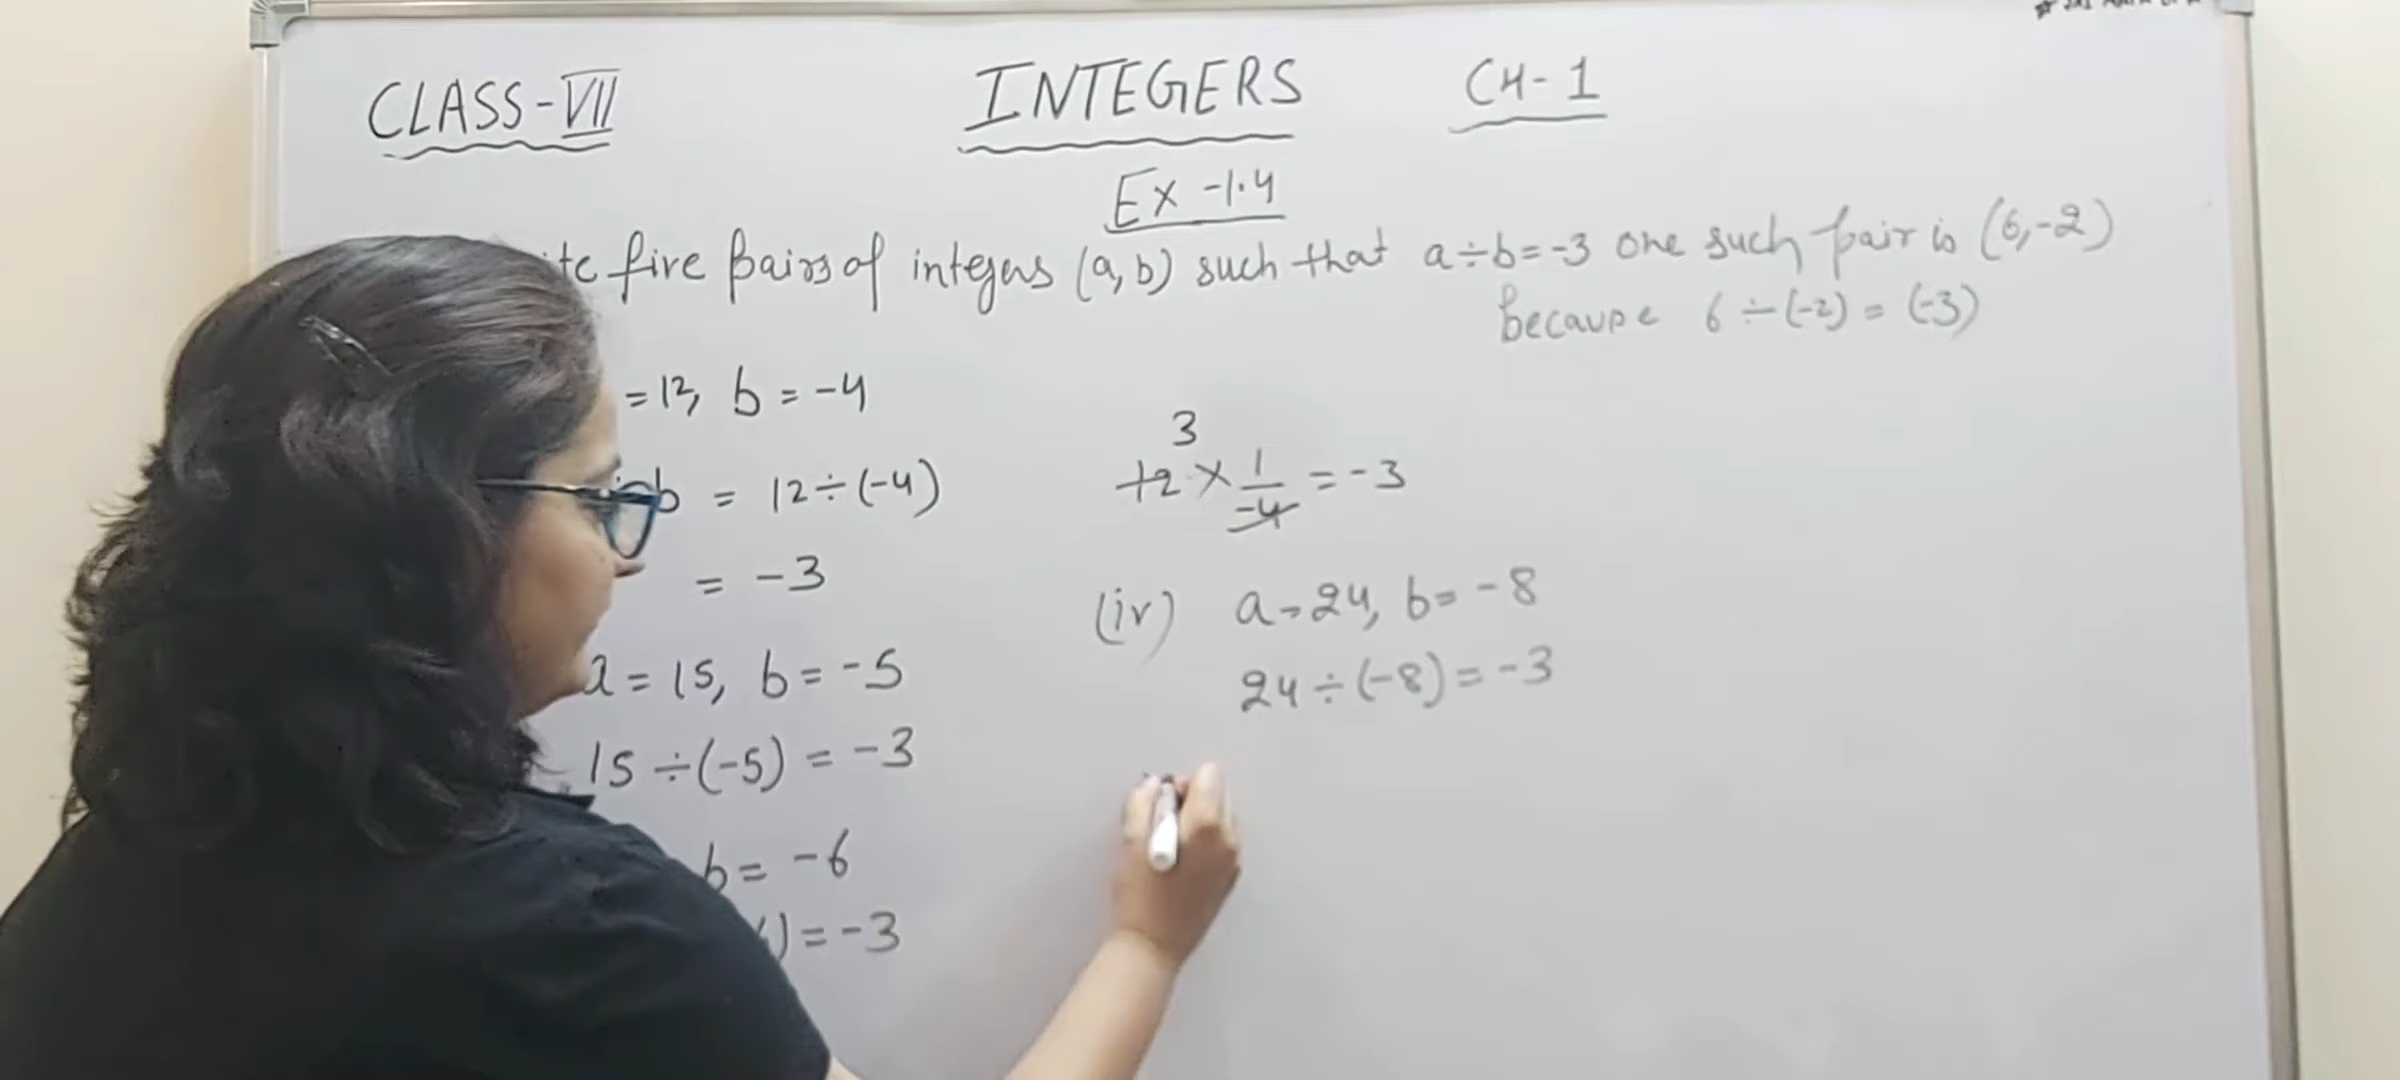 CLASS-VII INTEGERS CH-1
Ex-1.4
five pairs of integers (a, b) such that a÷b=-3 one such pair is (6,-2)
because 6÷(-2) = (-3)
=12, b = -4
b = 12÷(-4)
= -3
a = 15, b = -5
15÷(-5) = -3
b = -6
) = -3
3
12 × 1/-4 = -3
(iv) a=24, b= -8
24÷(-8) = -3